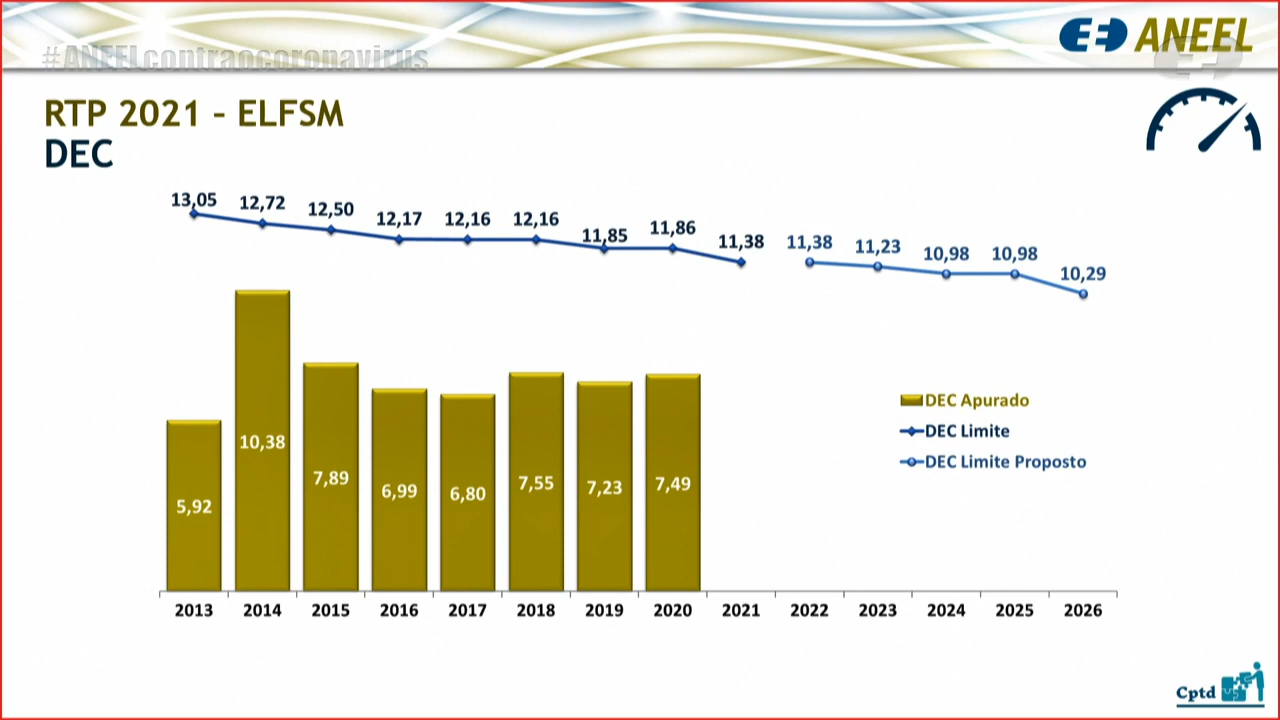 #ANEELcontraocoronavirus
ANEEL
RTP 2021 – ELFSM
DEC
13,05 12,72 12,50 12,17 12,16 12,16 11,85 11,86 11,38 11,38 11,23 10,98 10,98 10,29
5,92 10,38 7,89 6,99 6,80 7,55 7,23 7,49
DEC Apurado
DEC Limite
DEC Limite Proposto
2013 2014 2015 2016 2017 2018 2019 2020 2021 2022 2023 2024 2025 2026
Cptd